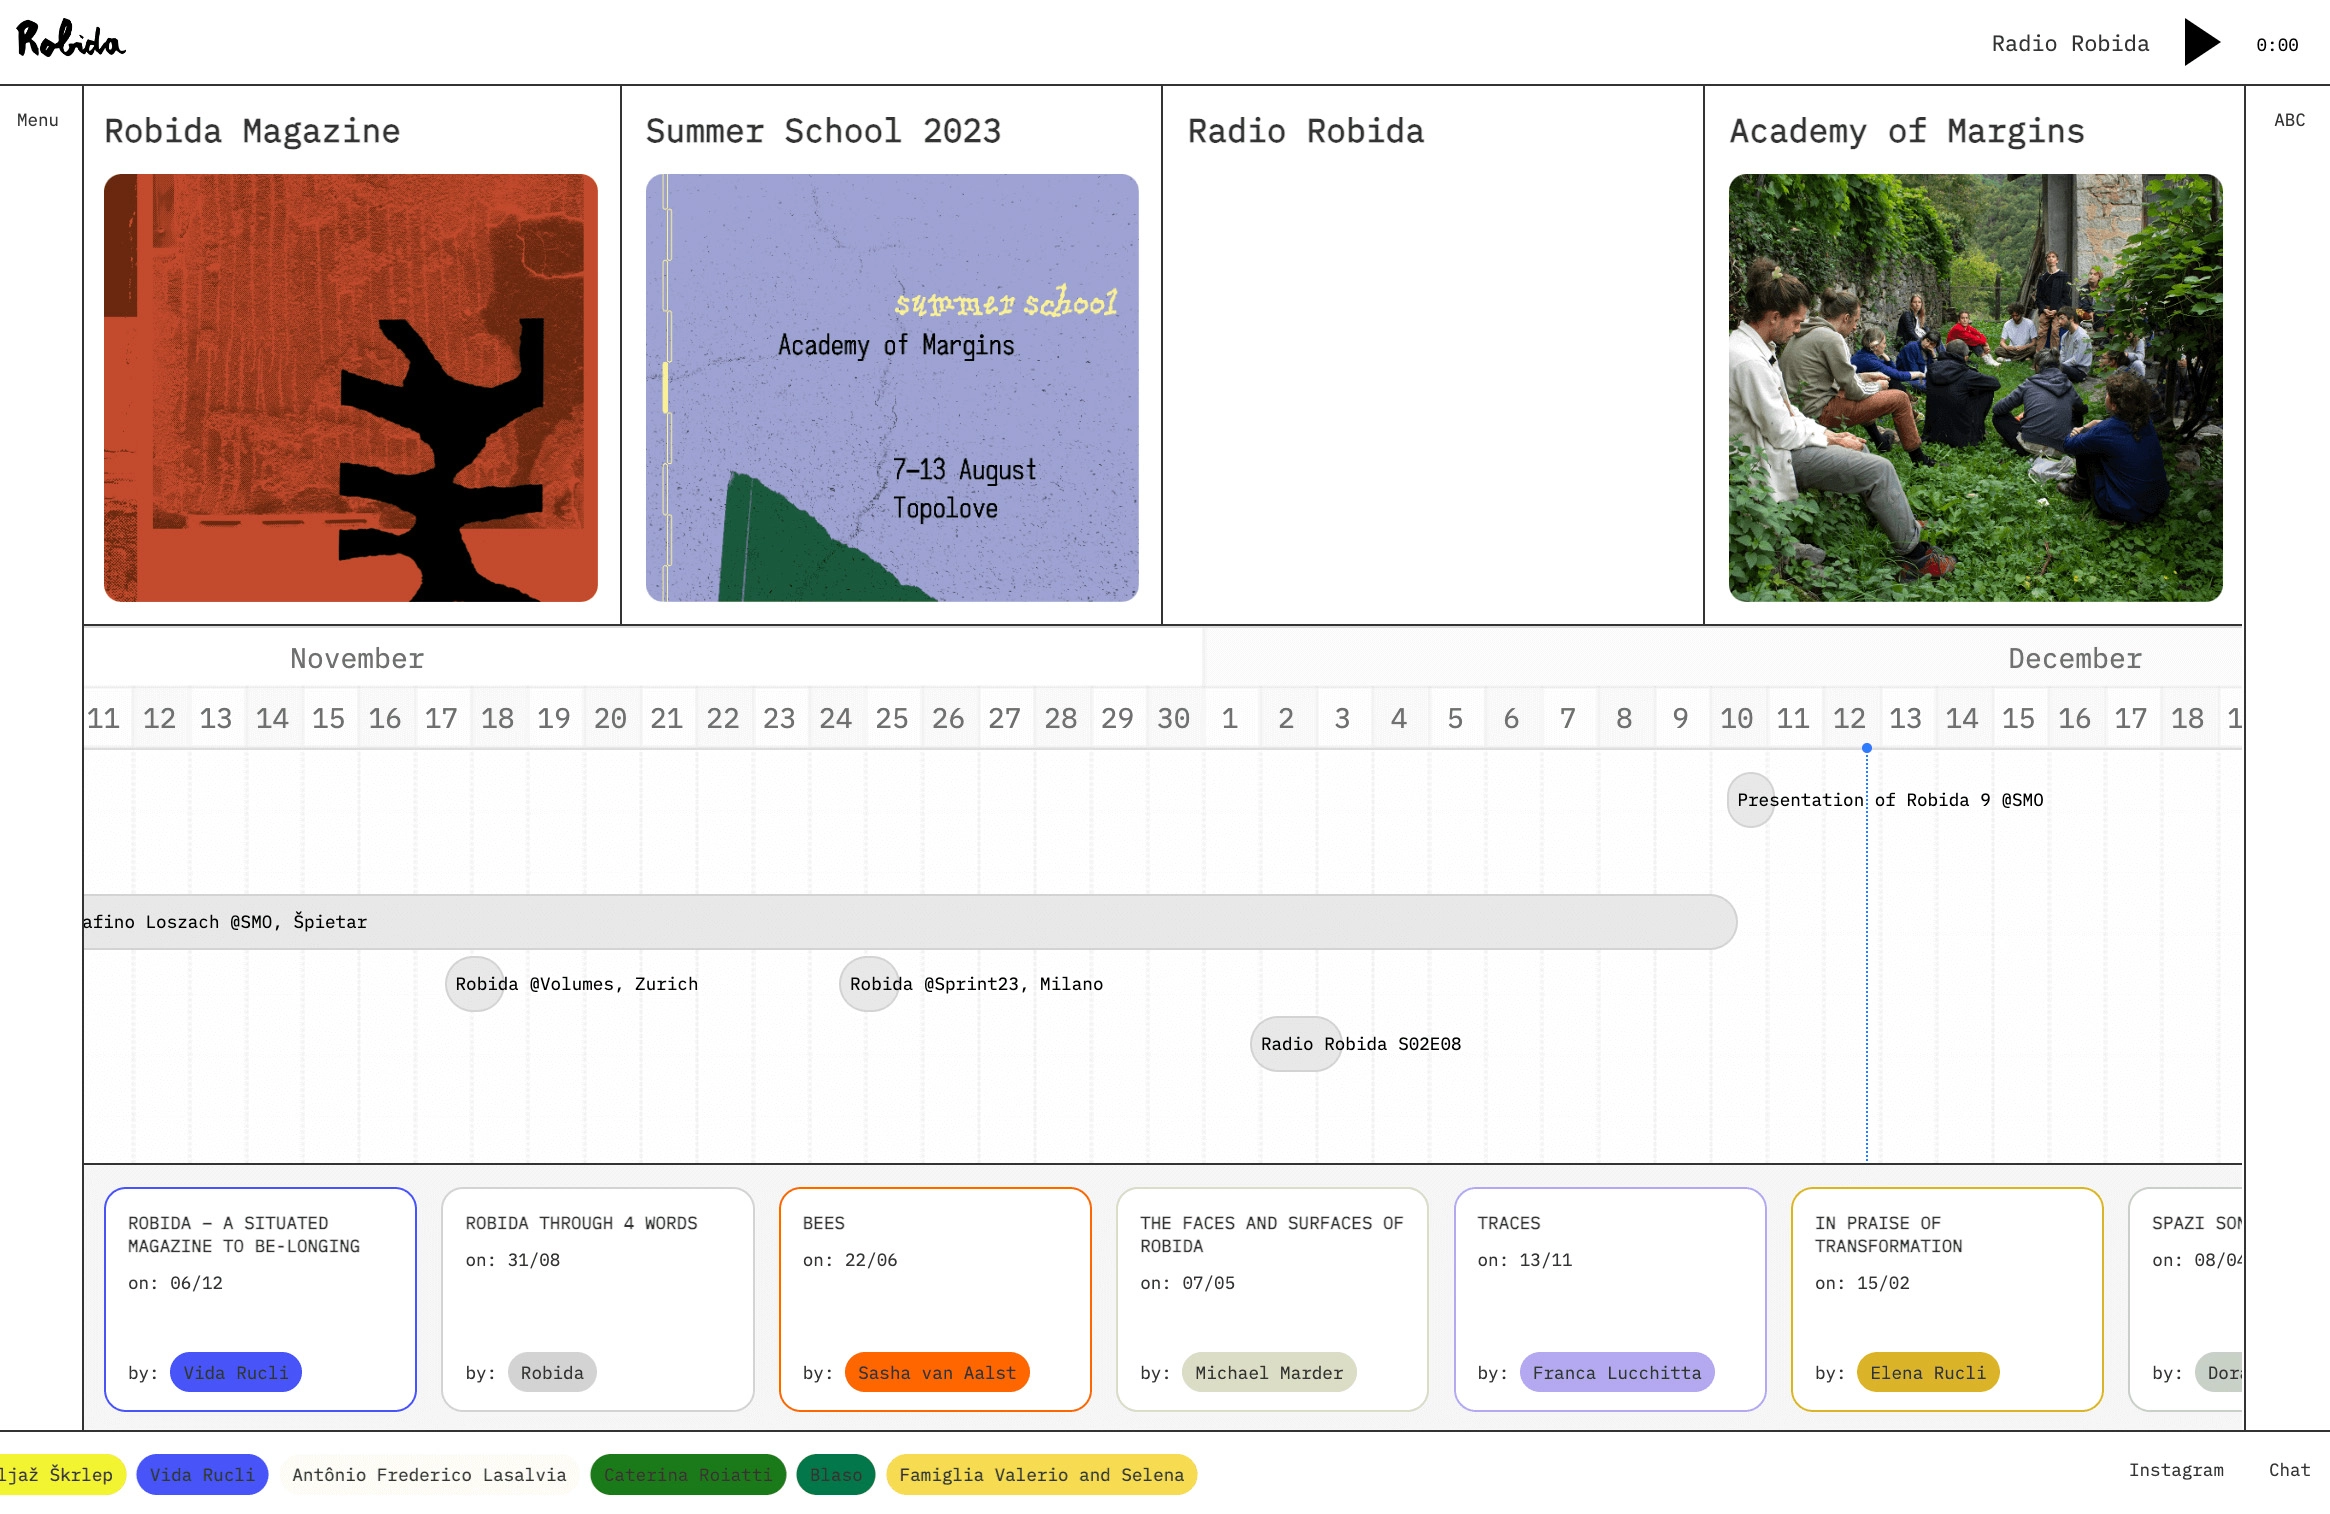 Robida
Radio Robida
0:00
Menu
ABC
Robida Magazine
Summer School 2023
Radio Robida
Academy of Margins
summer school
Academy of Margins
7–13 August
Topolove
November
December
11 12 13 14 15 16 17 18 19 20 21 22 23 24 25 26 27 28 29 30 1 2 3 4 5 6 7 8 9 10 11 12 13 14 15 16 17 18 1
Presentation of Robida 9 @SMO
afino Loszach @SMO, Špietar
Robida @Volumes, Zurich
Robida @Sprint23, Milano
Radio Robida S02E08
ROBIDA – A SITUATED
MAGAZINE TO BE-LONGING
on: 06/12
by: Vida Rucli
ROBIDA THROUGH 4 WORDS
on: 31/08
by: Robida
BEES
on: 22/06
by: Sasha van Aalst
THE FACES AND SURFACES OF
ROBIDA
on: 07/05
by: Michael Marder
TRACES
on: 13/11
by: Franca Lucchitta
IN PRAISE OF
TRANSFORMATION
on: 15/02
by: Elena Rucli
SPAZI
on: 08/04
by:
ljaž Škrlep
Vida Rucli
Antônio Frederico Lasalvia
Caterina Roiatti
Blaso
Famiglia Valerio and Selena
Instagram
Chat